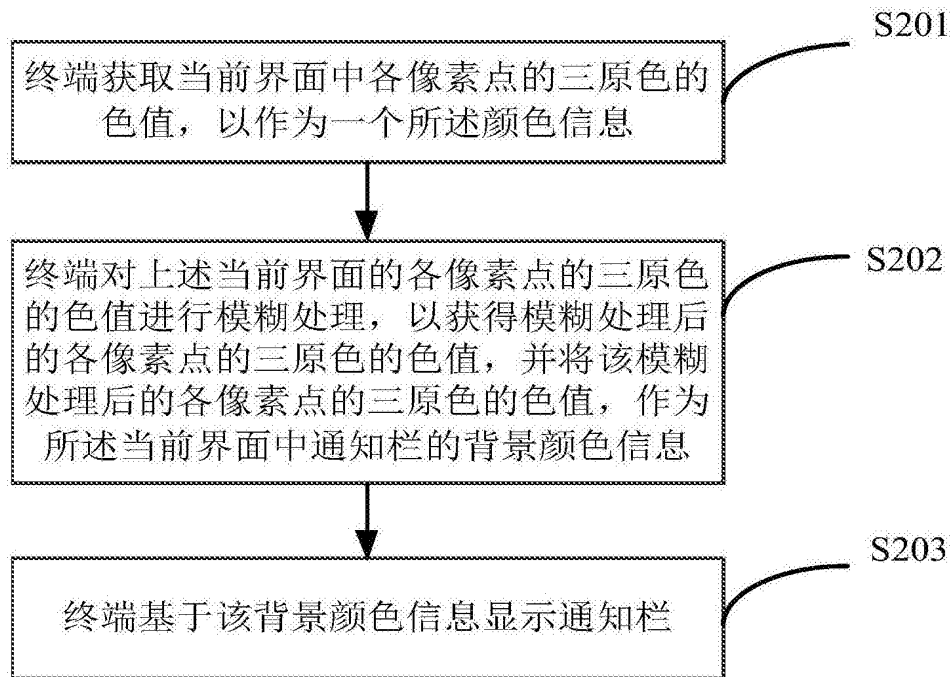 S201
终端获取当前界面中各像素点的三原色的
色值，以作为一个所述颜色信息
S202
终端对上述当前界面的各像素点的三原色
的色值进行模糊处理，以获得模糊处理后
的各像素点的三原色的色值，并将该模糊
处理后的各像素点的三原色的色值，作为
所述当前界面中通知栏的背景颜色信息
S203
终端基于该背景颜色信息显示通知栏